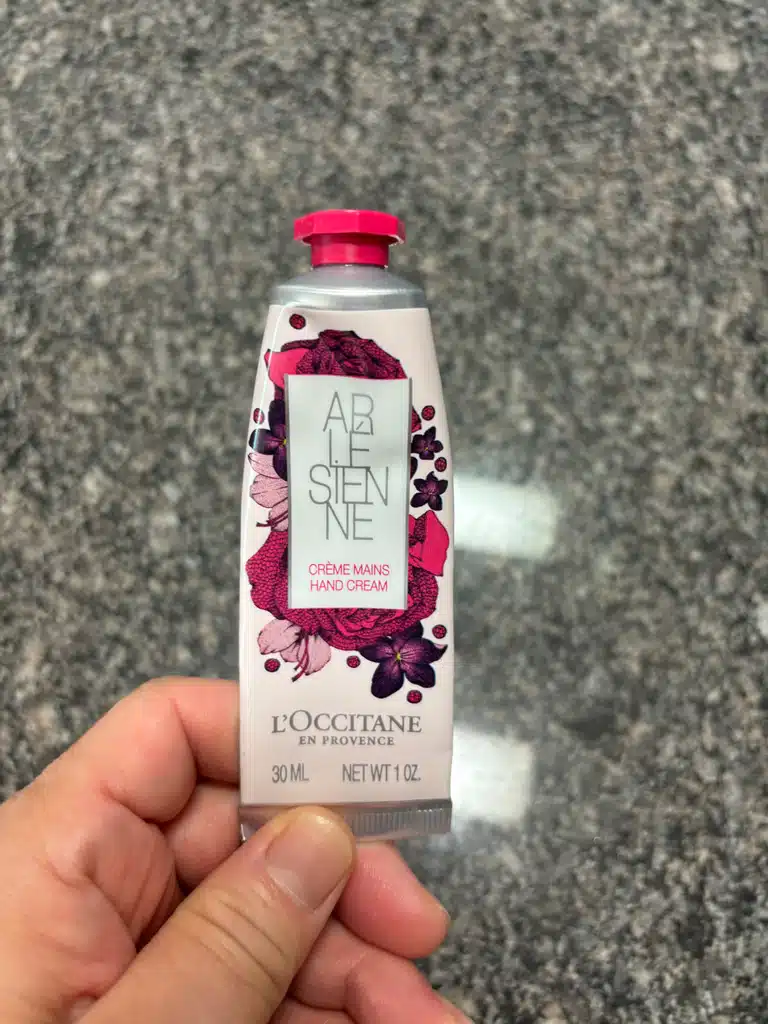 AR
LÉ
SIEN
NE
CRÈME MAINS
HAND CREAM
L'OCCITANE
EN PROVENCE
30 ML NET WT 1 OZ.